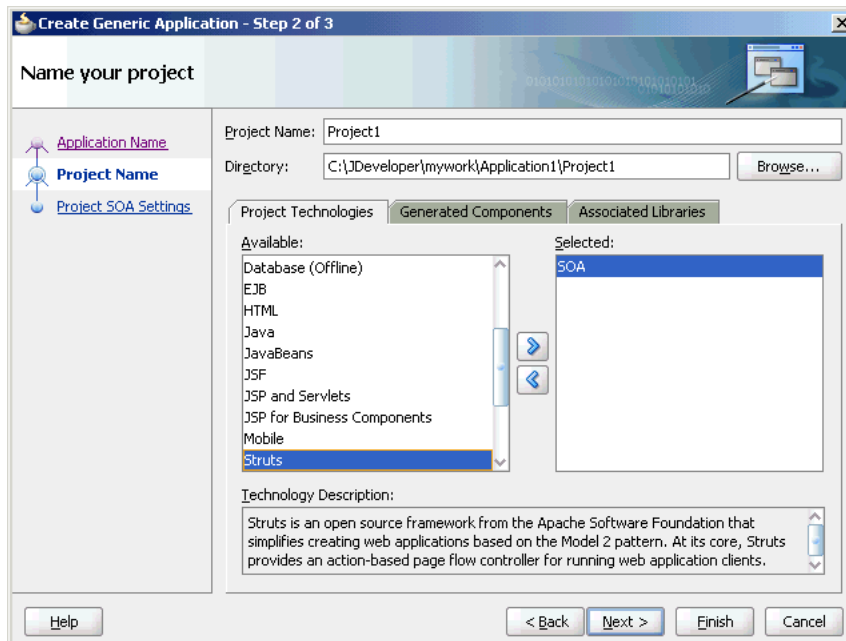 Create Generic Application - Step 2 of 3
Name your project
Application Name
Project Name
Project SOA Settings
Project Name: Project1
Directory: C:\JDeveloper\mywork\Application1\Project1 Browse...
Project Technologies Generated Components Associated Libraries
Available: Selected:
Database (Offline) SOA
EJB
HTML
Java
JavaBeans
JSF
JSP and Servlets
JSP for Business Components
Mobile
Struts
Technology Description:
Struts is an open source framework from the Apache Software Foundation that
simplifies creating web applications based on the Model 2 pattern. At its core, Struts
provides an action-based page flow controller for running web application clients.
Help < Back Next > Finish Cancel